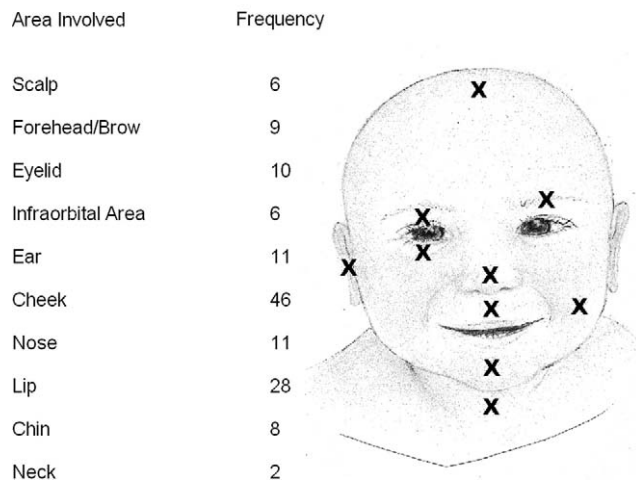 Area Involved Frequency
Scalp 6
Forehead/Brow 9
Eyelid 10
Infraorbital Area 6
Ear 11
Cheek 46
Nose 11
Lip 28
Chin 8
Neck 2
X
X
X
X
X
X
X
X
X
X